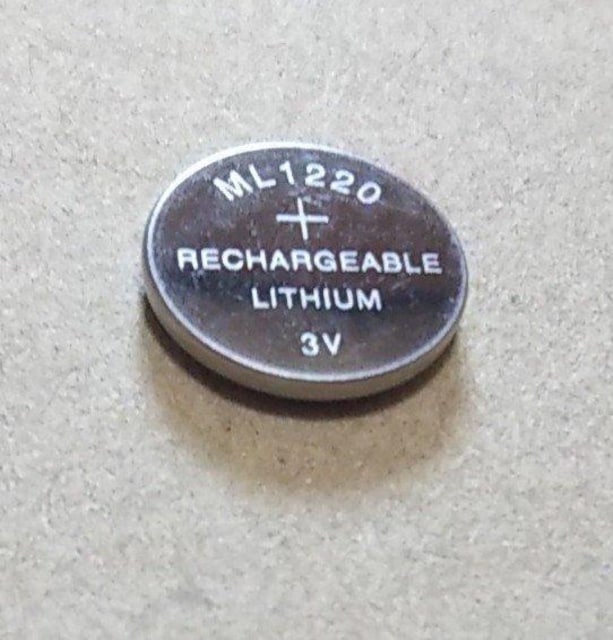 ML1220
+
RECHARGEABLE
LITHIUM
3V